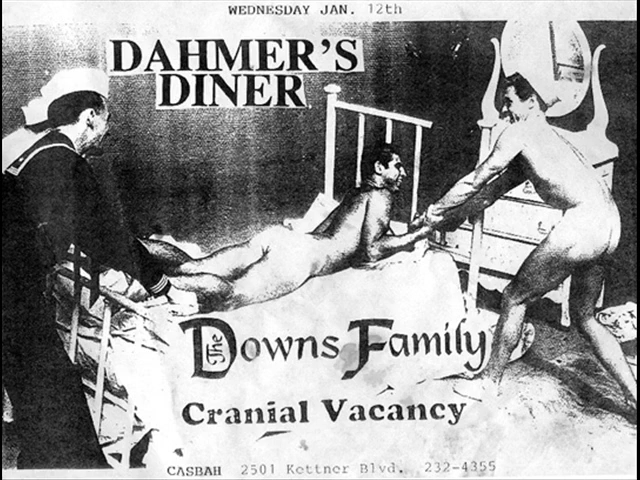 WEDNESDAY JAN. 12th
DAHMER'S
DINER
The Downs Family
Cranial Vacancy
CASBAH 2501 Kettner Blvd. 232-4355